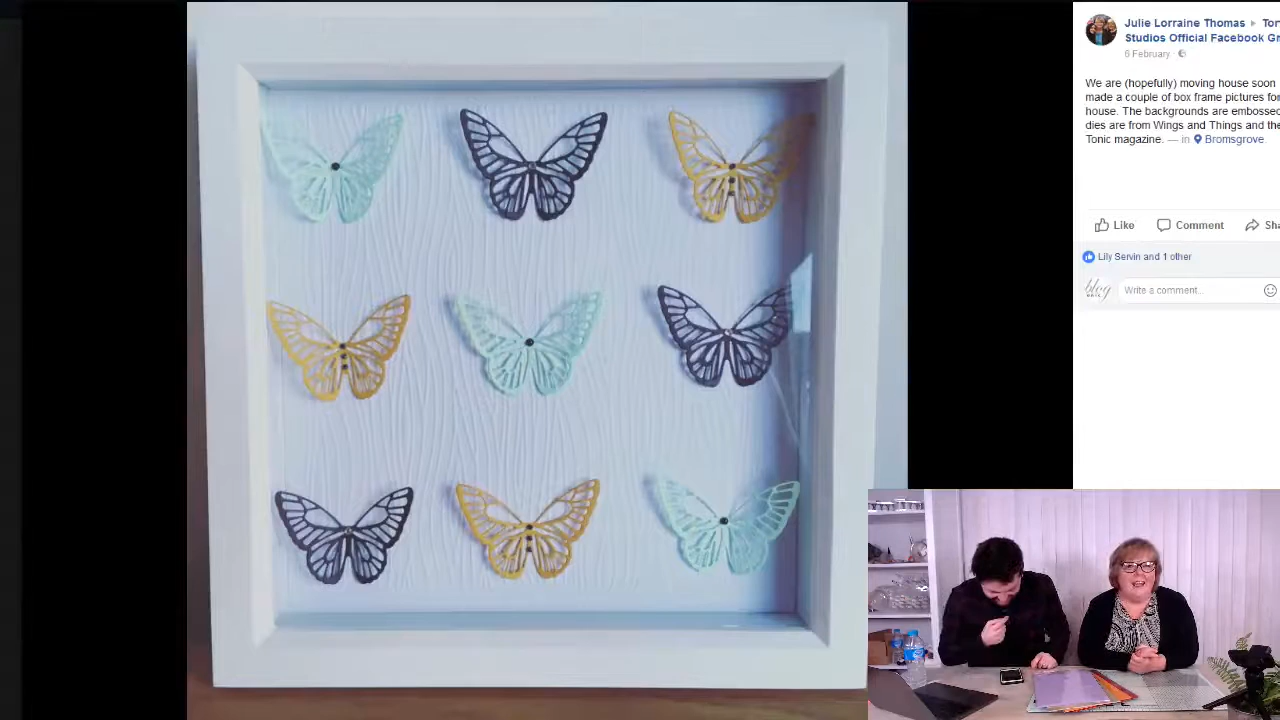 Julie Lorraine Thomas ▸ Ton
Studios Official Facebook Gr
6 February ·
We are (hopefully) moving house soon
made a couple of box frame pictures for
house. The backgrounds are embossed
dies are from Wings and Things and the
Tonic magazine. — in Bromsgrove.
Like Comment Sha
Lily Servin and 1 other
blog
Write a comment...